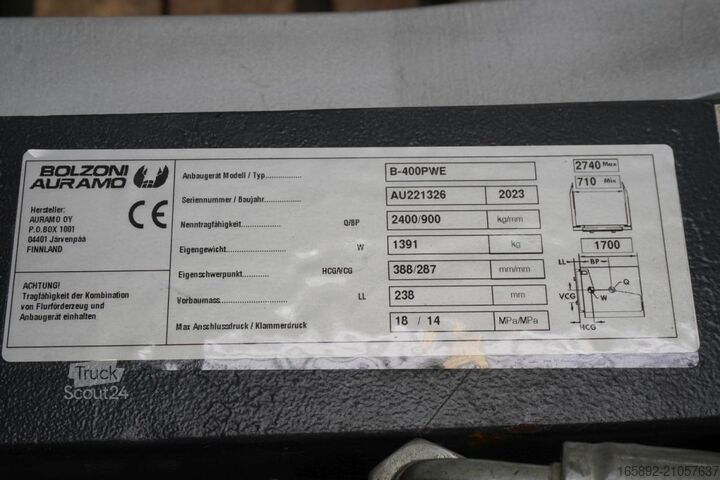 BOLZONI
AURAMO
CE
Hersteller:
AURAMO OY
P.O.BOX 1001
04401 Järvenpää
FINNLAND
ACHTUNG!
Tragfähigkeit der Kombination
von Flurförderzeug und
Anbaugerät einhalten
Anbaugerät Modell / Typ.................. B-400PWE
Seriennummer / Baujahr.................. AU221326 2023
Nenntragfähigkeit.................. Q/BP 2400/900 kg/mm
Eigengewicht.................. W 1391 kg
Eigenschwerpunkt.................. HCG/VCG 388/287 mm/mm
Vorbaumass.................. LL 238 mm
Max Anschlussdruck / Klammerdruck 18 / 14 MPa/MPa
2740 Max
710 Min
1700
LL BP
VCG W Q
HCG
Truck
Scout24
165892-21057637